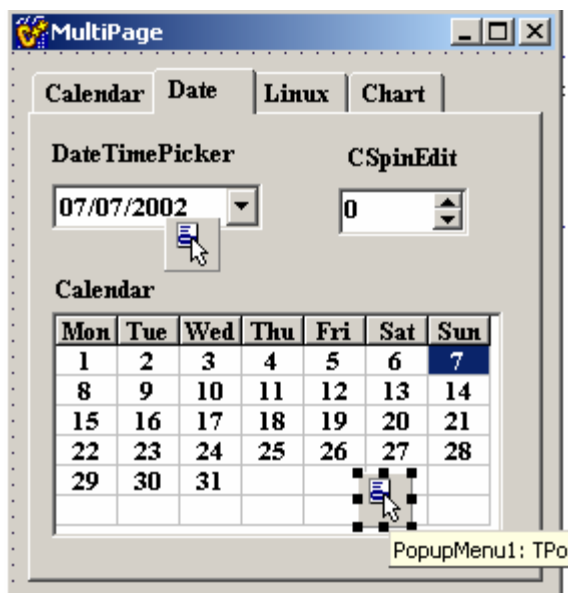 MultiPage
Calendar Date Linux Chart
DateTimePicker CSpinEdit
07/07/2002 0
Calendar
Mon Tue Wed Thu Fri Sat Sun
1 2 3 4 5 6 7
8 9 10 11 12 13 14
15 16 17 18 19 20 21
22 23 24 25 26 27 28
29 30 31
PopupMenu1: TPo